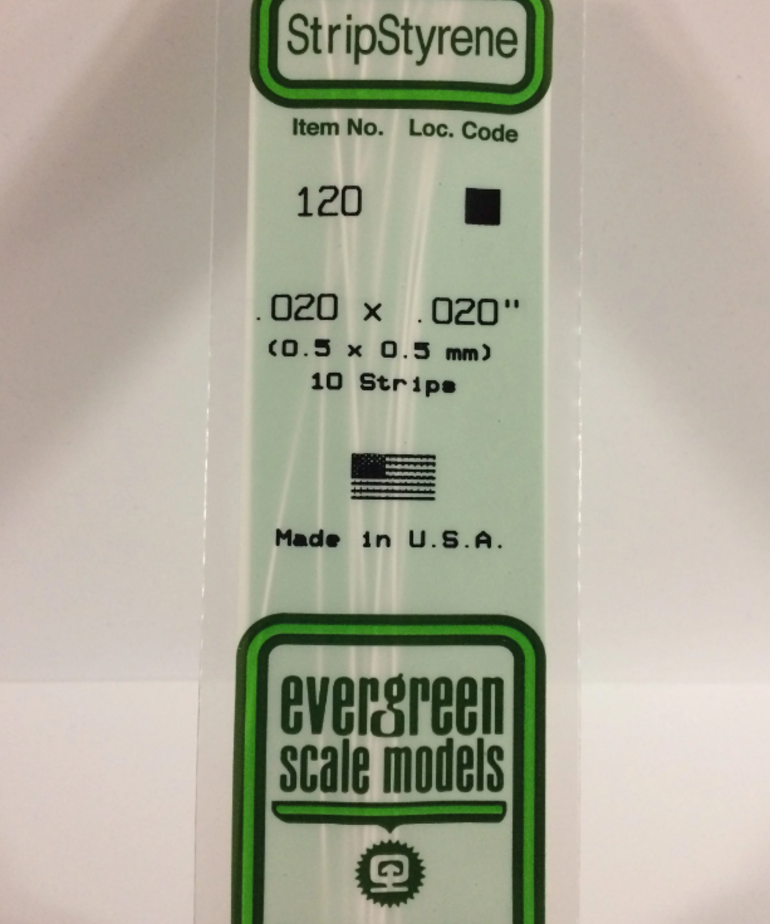 StripStyrene
Item No. Loc. Code
120
.020 x .020"
(0.5 x 0.5 mm)
10 Strips
Made in U.S.A.
evergreen
scale models